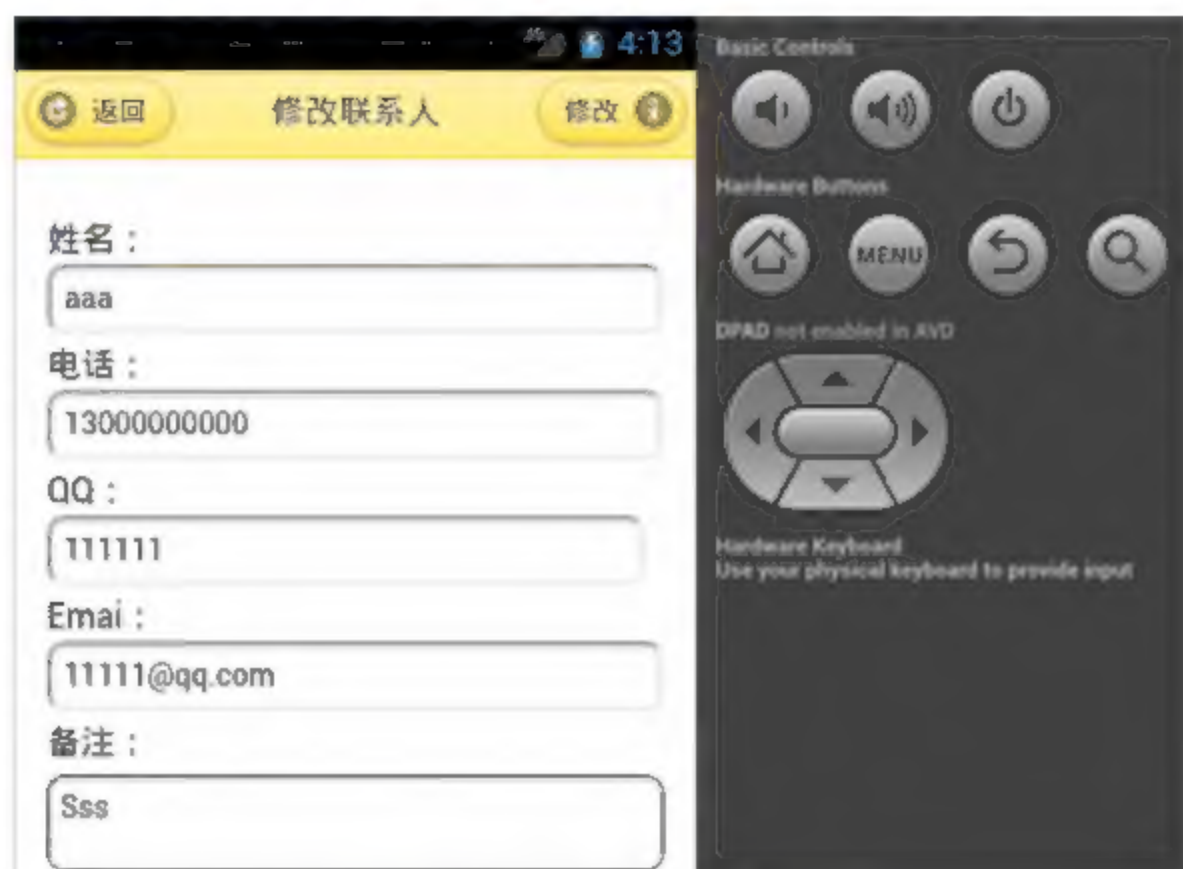 4:13
返回 修改联系人 修改
姓名：
aaa
电话：
13000000000
QQ：
111111
Emai：
11111@qq.com
备注：
Sss
Basic Controls
Hardware Buttons
MENU
DPAD not enabled in AVD
Hardware Keyboard
Use your physical keyboard to provide input